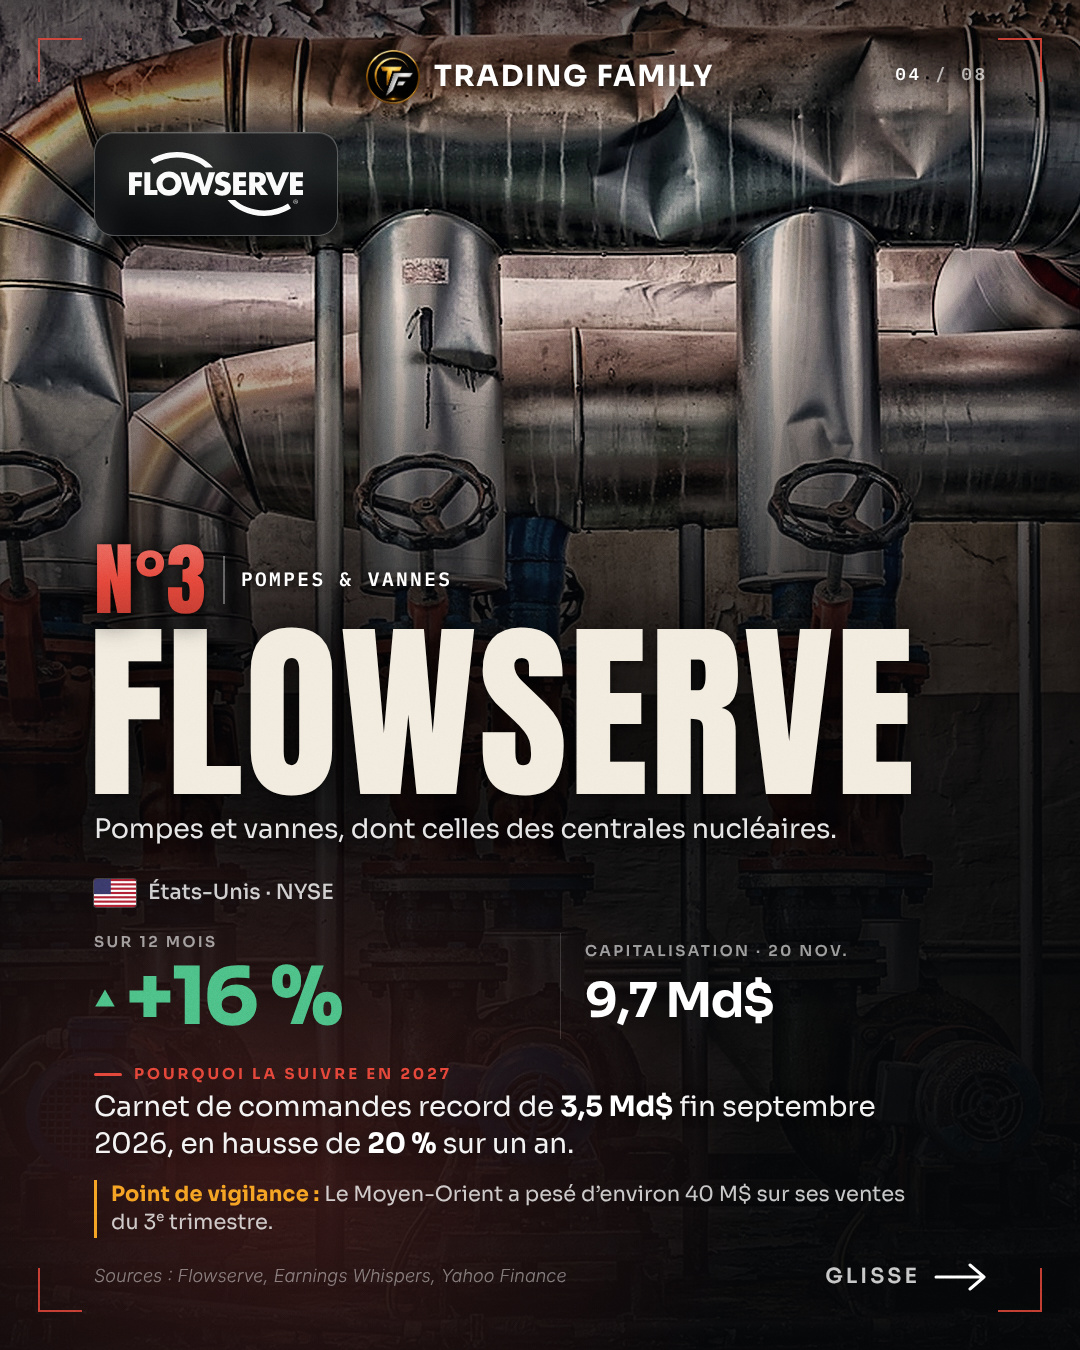 TF TRADING FAMILY
04 / 08
FLOWSERVE
N°3
POMPES & VANNES
FLOWSERVE
Pompes et vannes, dont celles des centrales nucléaires.
États-Unis · NYSE
SUR 12 MOIS
▲ +16 %
CAPITALISATION · 20 NOV.
9,7 Md$
POURQUOI LA SUIVRE EN 2027
Carnet de commandes record de 3,5 Md$ fin septembre
2026, en hausse de 20 % sur un an.
Point de vigilance : Le Moyen-Orient a pesé d’environ 40 M$ sur ses ventes
du 3ᵉ trimestre.
Sources : Flowserve, Earnings Whispers, Yahoo Finance
GLISSE →